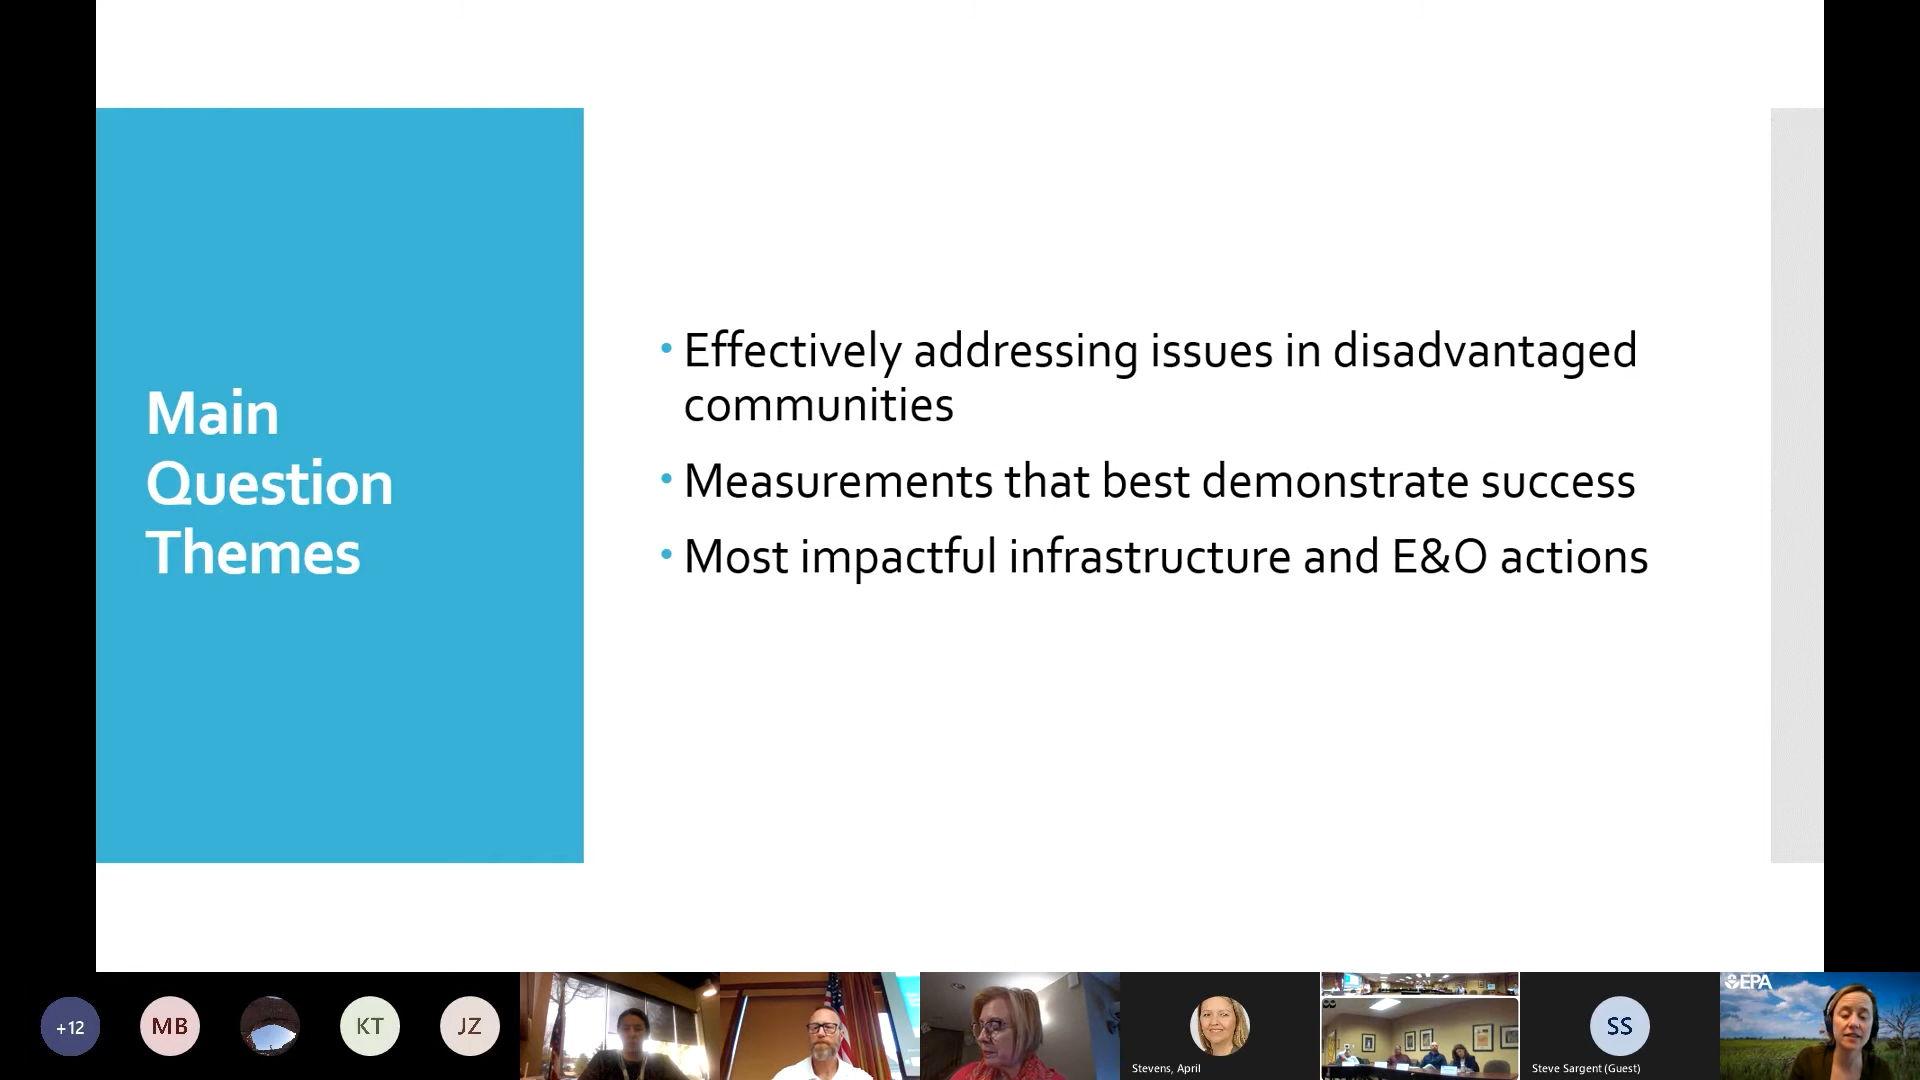 Main
Question
Themes
• Effectively addressing issues in disadvantaged
communities
• Measurements that best demonstrate success
• Most impactful infrastructure and E&O actions
+12
MB
KT
JZ
Stevens, April
SS
Steve Sargent (Guest)
EPA